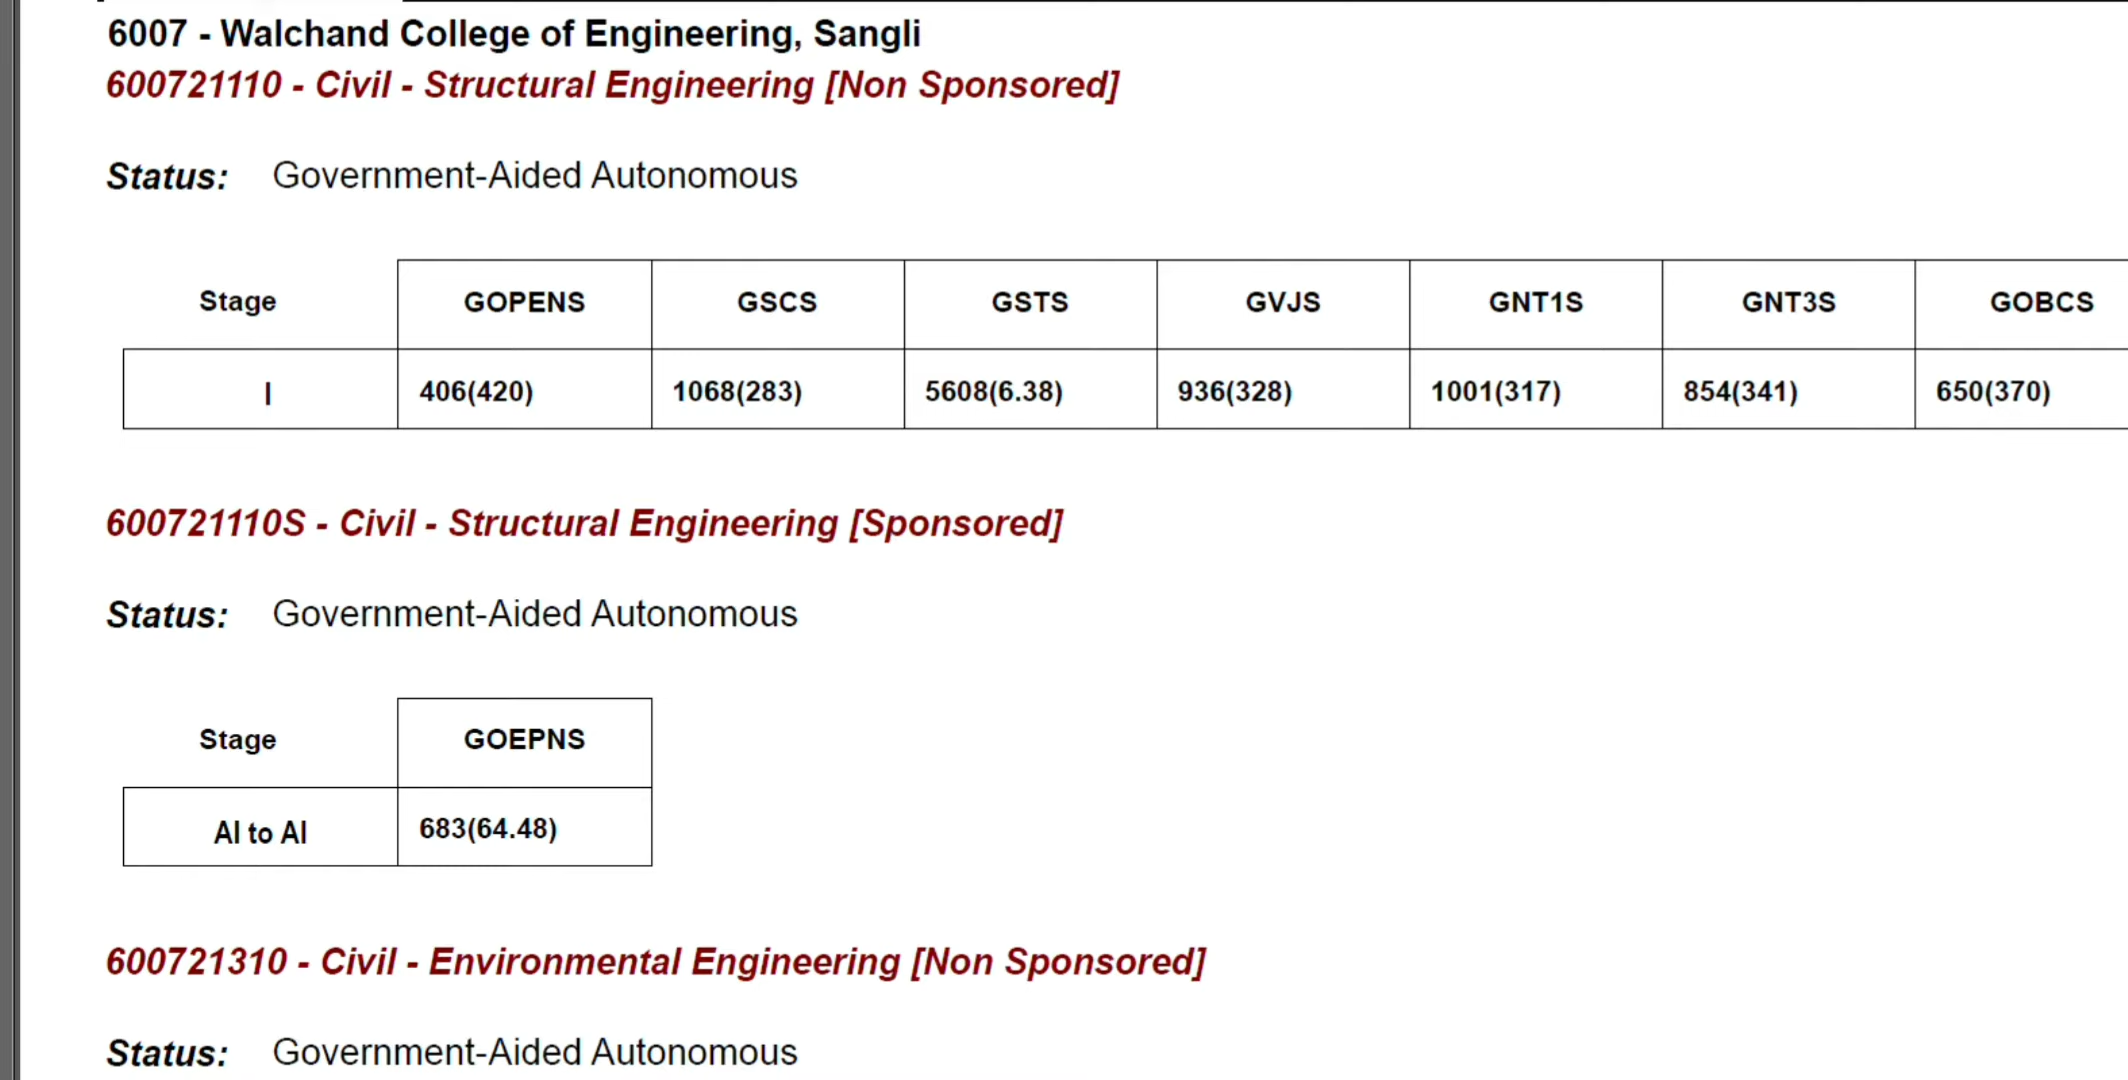 6007 - Walchand College of Engineering, Sangli
600721110 - Civil - Structural Engineering [Non Sponsored]
Status: Government-Aided Autonomous
Stage GOPENS GSCS GSTS GVJS GNT1S GNT3S GOBCS
I 406(420) 1068(283) 5608(6.38) 936(328) 1001(317) 854(341) 650(370)
600721110S - Civil - Structural Engineering [Sponsored]
Status: Government-Aided Autonomous
Stage GOEPNS
AI to AI 683(64.48)
600721310 - Civil - Environmental Engineering [Non Sponsored]
Status: Government-Aided Autonomous